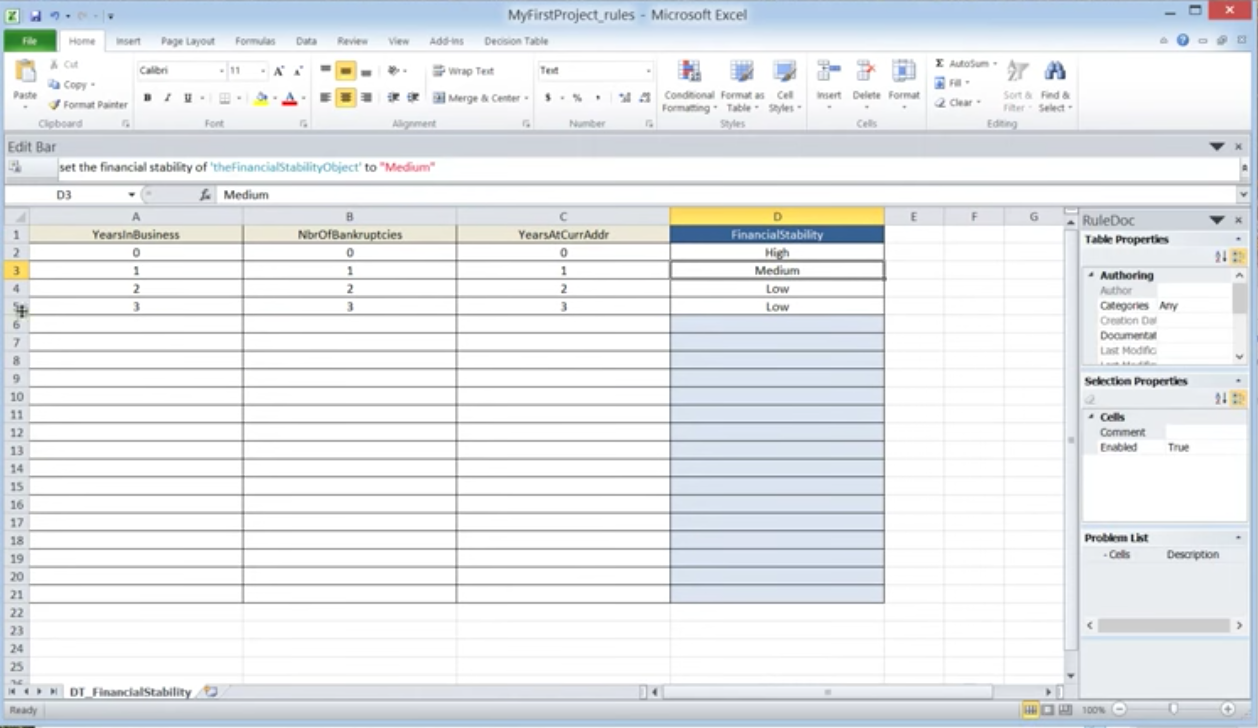 MyFirstProject_rules - Microsoft Excel
File Home Insert Page Layout Formulas Data Review View Add-Ins Decision Table
Paste
Cut
Copy
Format Painter
Clipboard
Calibri 11
B I U
Font
Wrap Text
Merge & Center
Alignment
Text
$ % ,
Number
Conditional Formatting
Format as Table
Cell Styles
Styles
Insert Delete Format
Cells
AutoSum
Fill
Clear
Sort & Filter
Find & Select
Editing
Edit Bar
set the financial stability of 'theFinancialStabilityObject' to "Medium"
D3 fx Medium
A B C D E F G
1 YearsInBusiness NbrOfBankruptcies YearsAtCurrAddr FinancialStability
2 0 0 0 High
3 1 1 1 Medium
4 2 2 2 Low
5 3 3 3 Low
6
7
8
9
10
11
12
13
14
15
16
17
18
19
20
21
22
23
24
25
RuleDoc
Table Properties
Authoring
Author
Categories Any
Creation Dat
Documentat
Last Modific
Selection Properties
Cells
Comment
Enabled True
Problem List
- Cells Description
DT_FinancialStability
Ready
100%